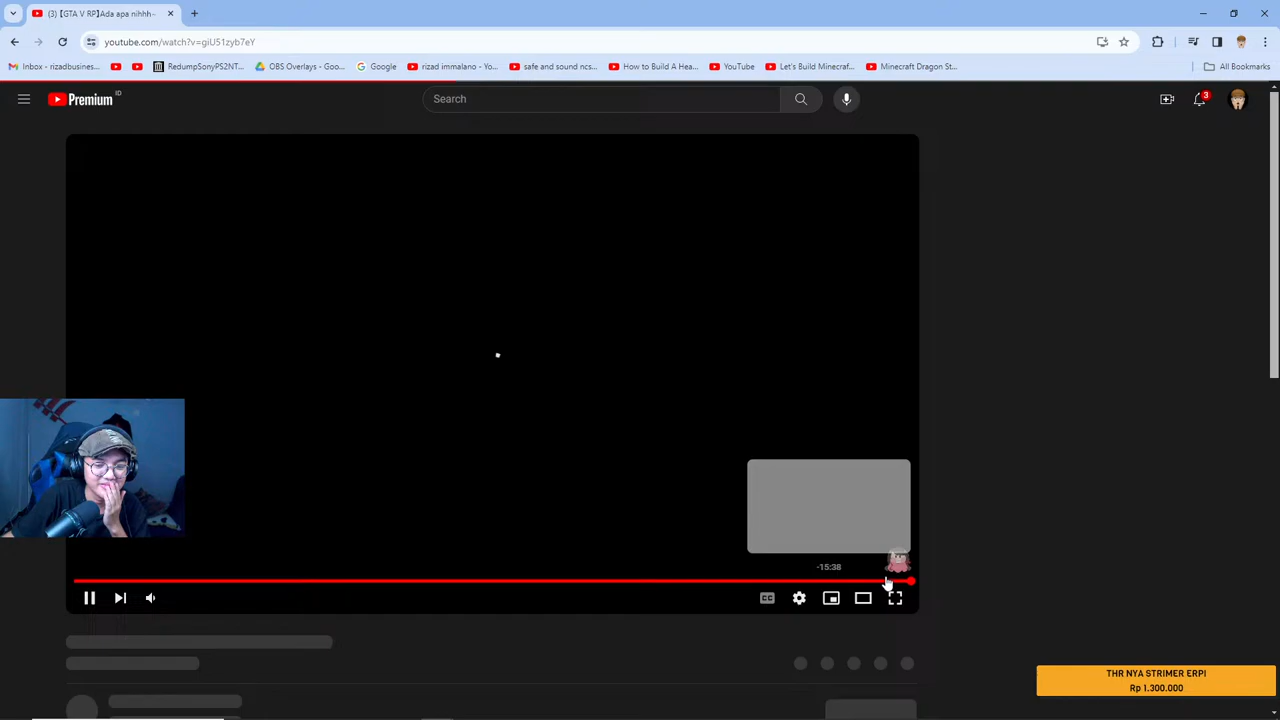 (3) 【GTA V RP】Ada apa nihhh~
youtube.com/watch?v=giU51zyb7eY
Inbox - rizadbusines...
RedumpSonyPS2NT...
OBS Overlays - Goo...
Google
rizad immalano - Yo...
safe and sound ncs...
How to Build A Hea...
YouTube
Let's Build Minecraf...
Minecraft Dragon St...
All Bookmarks
Premium ID
Search
3
-15:38
CC
THR NYA STRIMER ERPI
Rp 1.300.000